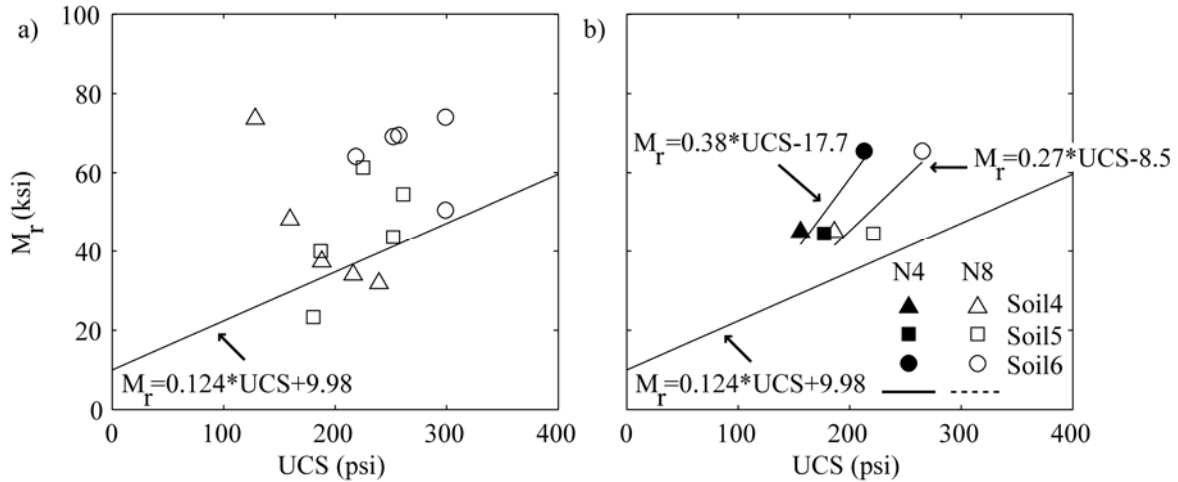 a)
100
80
60
40
20
0
M_r (ksi)
M_r=0.124*UCS+9.98
0 100 200 300 400
UCS (psi)
b)
M_r=0.38*UCS-17.7
M_r=0.27*UCS-8.5
N4 N8
Soil4
Soil5
Soil6
M_r=0.124*UCS+9.98
0 100 200 300 400
UCS (psi)